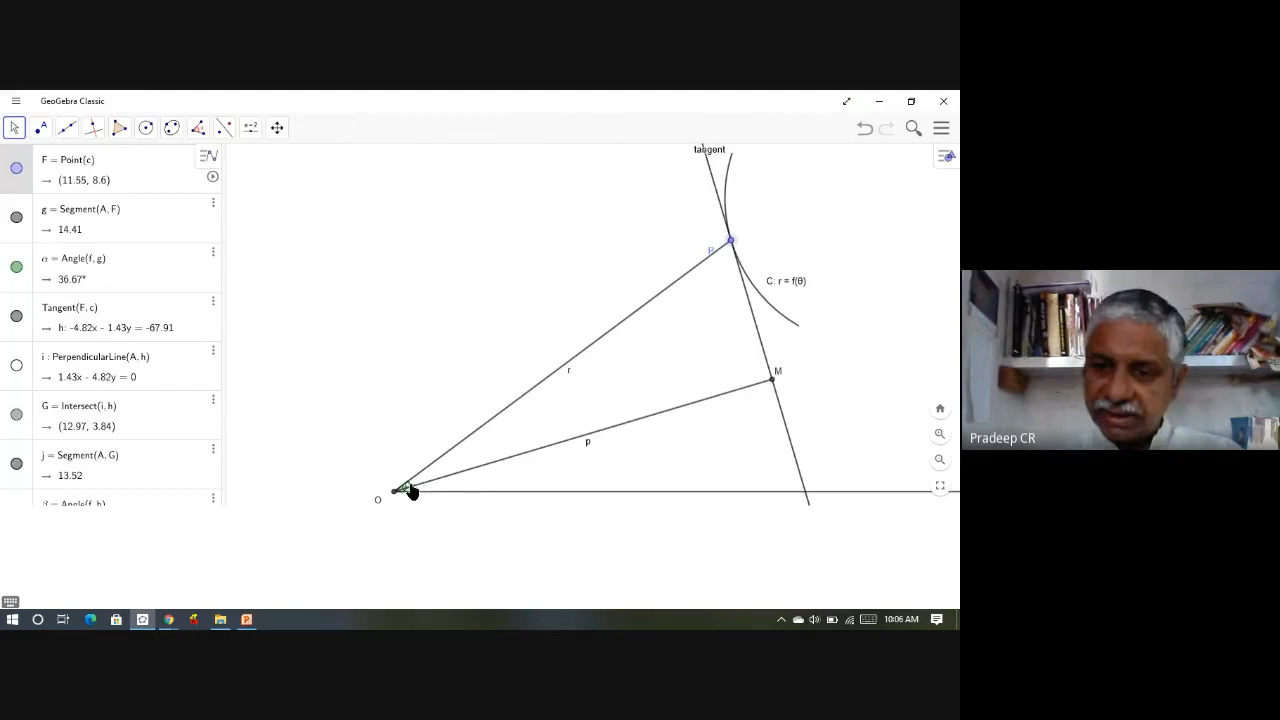 GeoGebra Classic
F = Point(c)
→ (11.55, 8.6)
g = Segment(A, F)
→ 14.41
α = Angle(f, g)
→ 36.67°
Tangent(F, c)
→ h: -4.82x - 1.43y = -67.91
i : PerpendicularLine(A, h)
→ 1.43x - 4.82y = 0
G = Intersect(i, h)
→ (12.97, 3.84)
j = Segment(A, G)
→ 13.52
tangent
P
C: r = f(θ)
r
M
p
O
Pradeep CR
10:06 AM